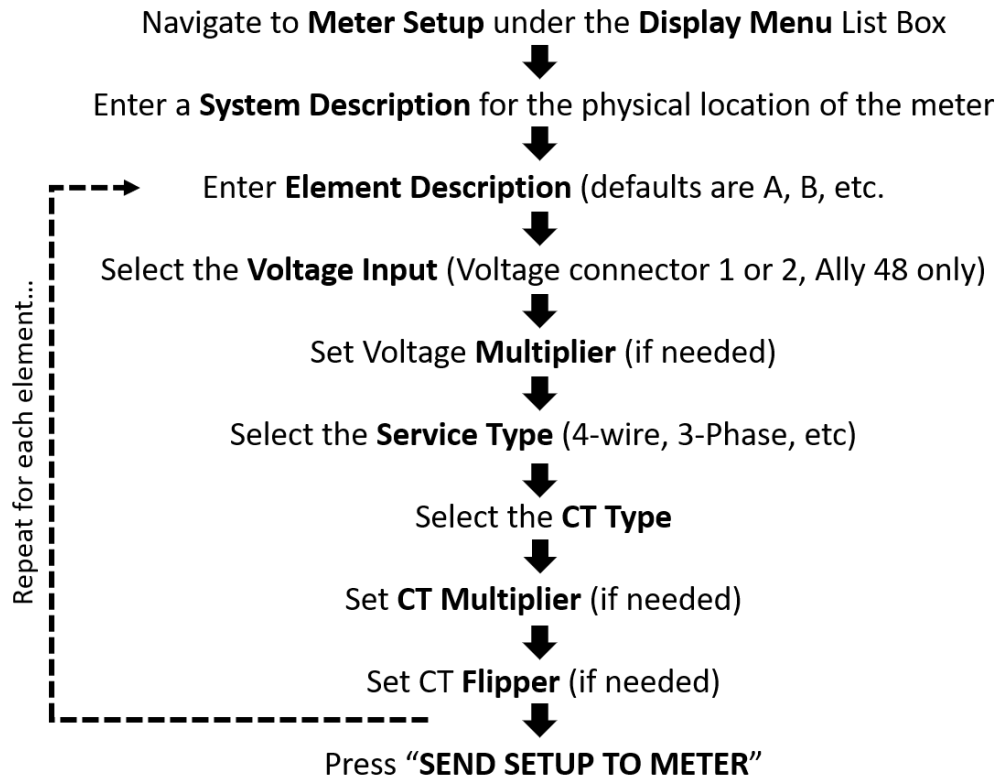 Navigate to Meter Setup under the Display Menu List Box
Enter a System Description for the physical location of the meter
Enter Element Description (defaults are A, B, etc.
Select the Voltage Input (Voltage connector 1 or 2, Ally 48 only)
Set Voltage Multiplier (if needed)
Select the Service Type (4-wire, 3-Phase, etc)
Select the CT Type
Set CT Multiplier (if needed)
Set CT Flipper (if needed)
Press “SEND SETUP TO METER”
Repeat for each element...